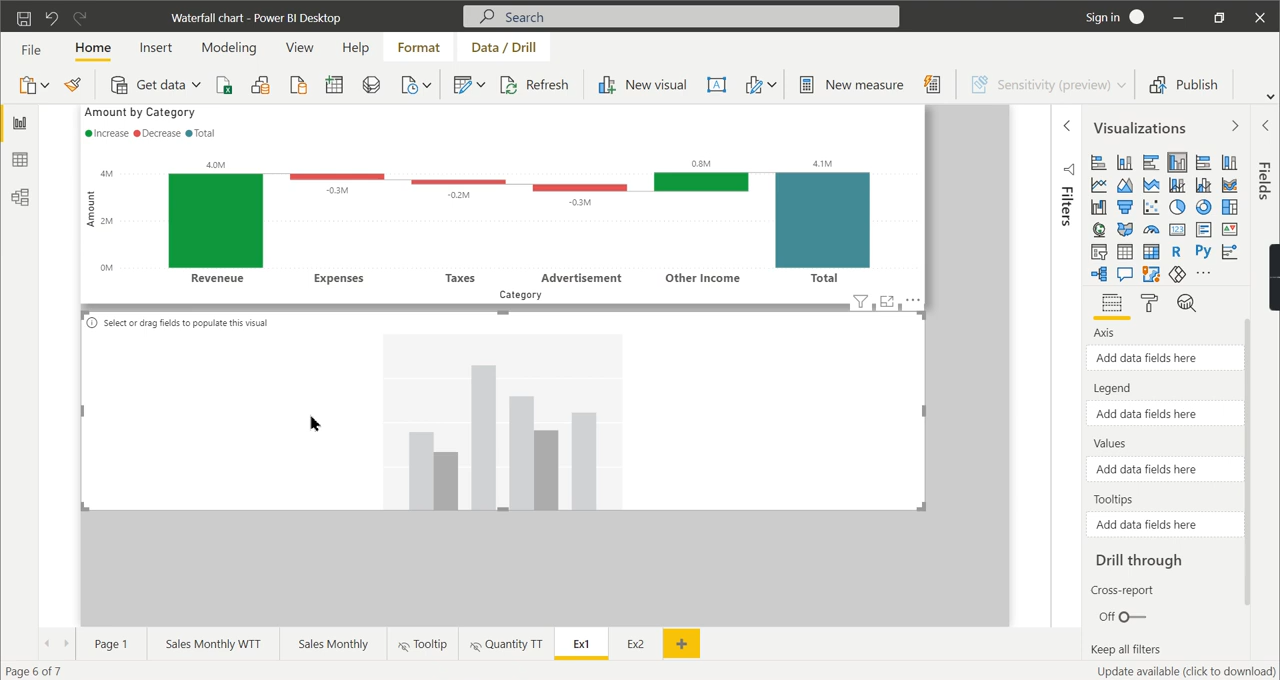 Waterfall chart - Power BI Desktop
Search
Sign in
File
Home
Insert
Modeling
View
Help
Format
Data / Drill
Get data
Refresh
New visual
New measure
Sensitivity (preview)
Publish
Amount by Category
Increase Decrease Total
Amount
4M
2M
0M
4.0M
-0.3M
-0.2M
-0.3M
0.8M
4.1M
Reveneue
Expenses
Taxes
Advertisement
Other Income
Total
Category
Select or drag fields to populate this visual
Filters
Visualizations
Fields
123
R
Py
Axis
Add data fields here
Legend
Add data fields here
Values
Add data fields here
Tooltips
Add data fields here
Drill through
Cross-report
Off
Keep all filters
Page 1
Sales Monthly WTT
Sales Monthly
Tooltip
Quantity TT
Ex1
Ex2
+
Page 6 of 7
Update available (click to download)